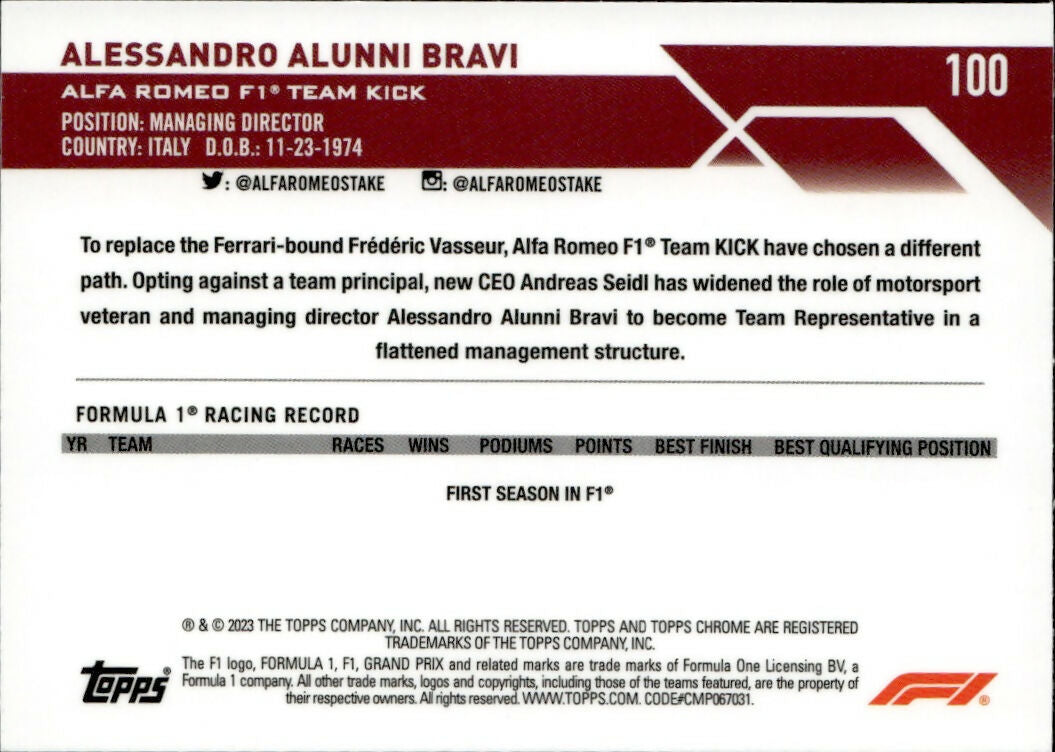 ALESSANDRO ALUNNI BRAVI
100
ALFA ROMEO F1® TEAM KICK
POSITION: MANAGING DIRECTOR
COUNTRY: ITALY D.O.B.: 11-23-1974
: @ALFAROMEOSTAKE : @ALFAROMEOSTAKE
To replace the Ferrari-bound Frédéric Vasseur, Alfa Romeo F1® Team KICK have chosen a different
path. Opting against a team principal, new CEO Andreas Seidl has widened the role of motorsport
veteran and managing director Alessandro Alunni Bravi to become Team Representative in a
flattened management structure.
FORMULA 1® RACING RECORD
YR TEAM RACES WINS PODIUMS POINTS BEST FINISH BEST QUALIFYING POSITION
FIRST SEASON IN F1®
® & © 2023 THE TOPPS COMPANY, INC. ALL RIGHTS RESERVED. TOPPS AND TOPPS CHROME ARE REGISTERED
TRADEMARKS OF THE TOPPS COMPANY, INC.
The F1 logo, FORMULA 1, F1, GRAND PRIX and related marks are trade marks of Formula One Licensing BV, a
Formula 1 company. All other trade marks, logos and copyrights, including those of the teams featured, are the property of
their respective owners. All rights reserved. WWW.TOPPS.COM. CODE#CMP067031.
Topps®
F1®